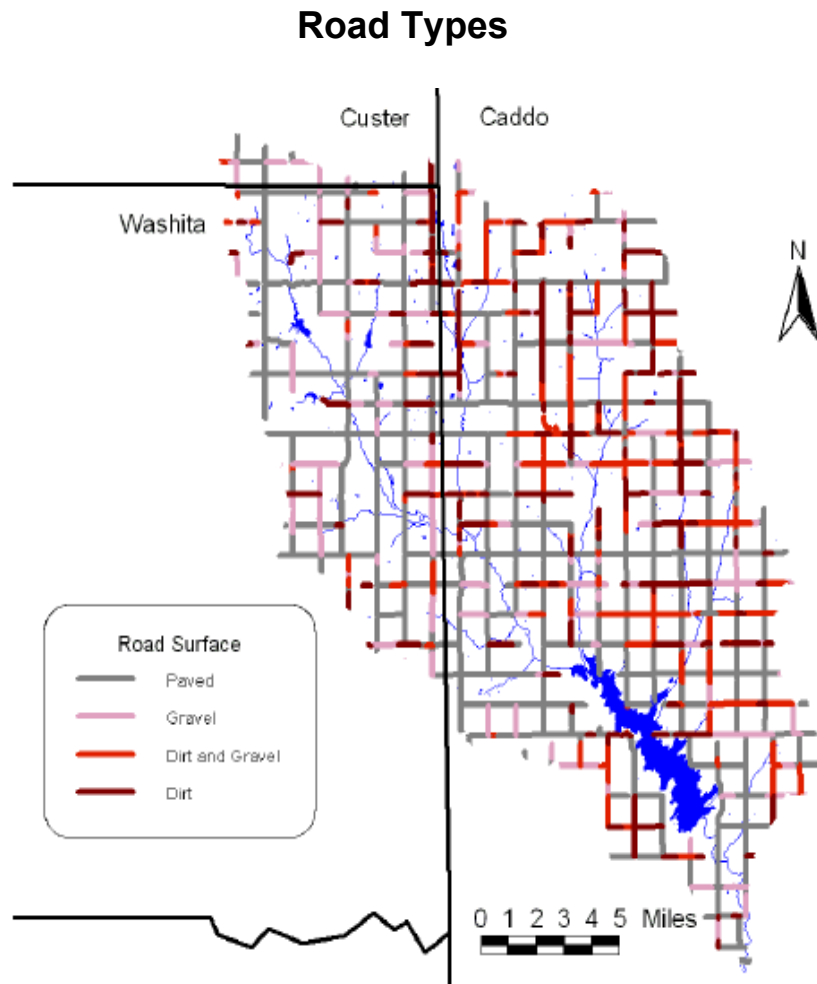 Road Types
Custer
Caddo
Washita
N
Road Surface
Paved
Gravel
Dirt and Gravel
Dirt
0 1 2 3 4 5 Miles